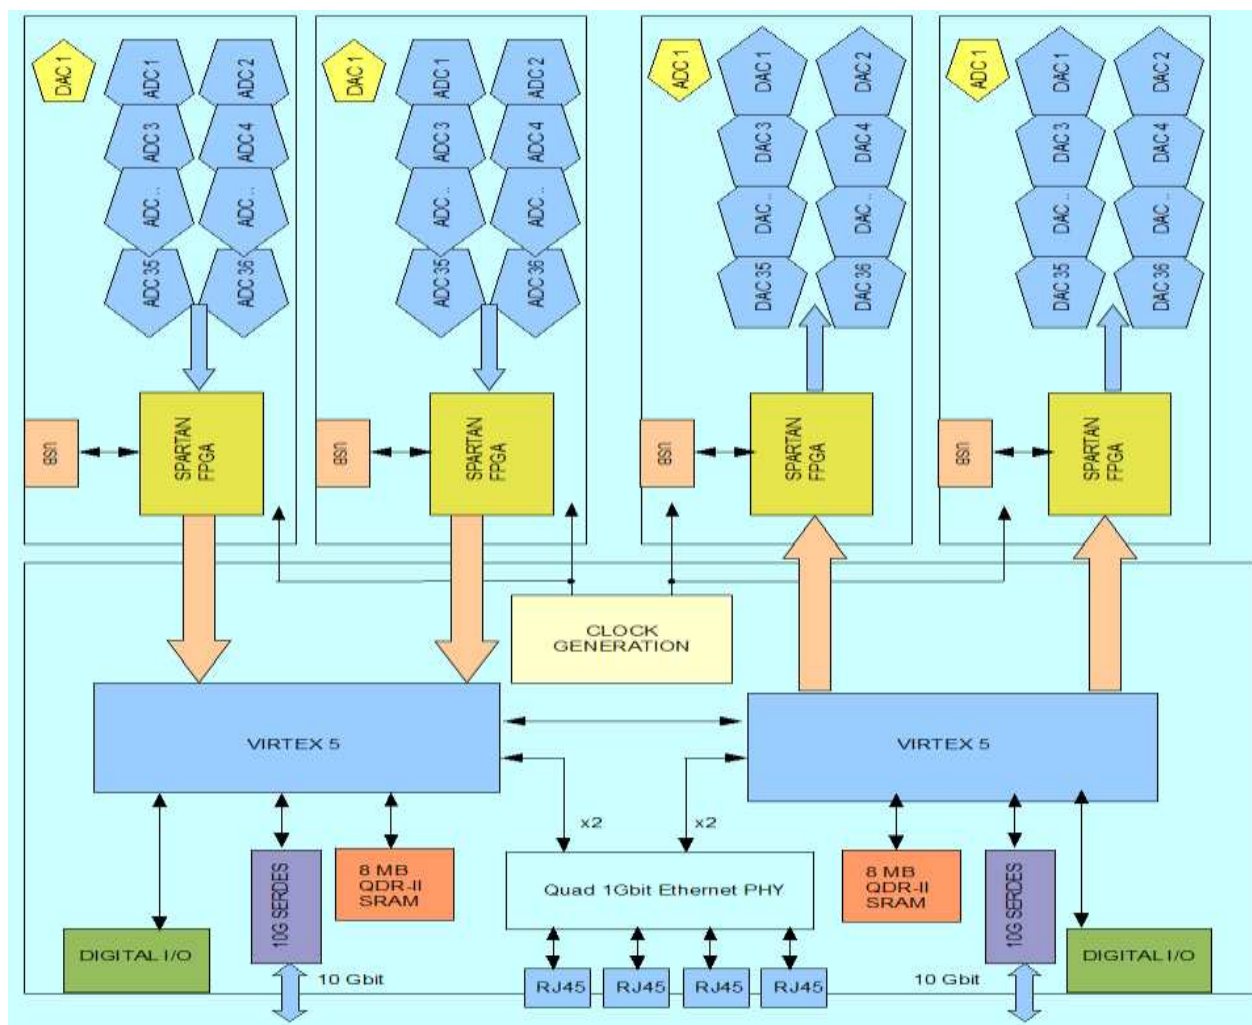 DAC 1
ADC 1
ADC 2
ADC 3
ADC 4
ADC ..
ADC ..
ADC 35
ADC 36
DAC 1
ADC 1
ADC 2
ADC 3
ADC 4
ADC ..
ADC ..
ADC 35
ADC 36
ADC 1
DAC 1
DAC 2
DAC 3
DAC 4
DAC ..
DAC ..
DAC 35
DAC 36
ADC 1
DAC 1
DAC 2
DAC 3
DAC 4
DAC ..
DAC ..
DAC 35
DAC 36
USB
SPARTAN
FPGA
USB
SPARTAN
FPGA
USB
SPARTAN
FPGA
USB
SPARTAN
FPGA
CLOCK
GENERATION
VIRTEX 5
VIRTEX 5
x2
x2
8 MB
QDR-II
SRAM
10G SERDES
DIGITAL I/O
10 Gbit
Quad 1Gbit Ethernet PHY
RJ45
RJ45
RJ45
RJ45
8 MB
QDR-II
SRAM
10G SERDES
DIGITAL I/O
10 Gbit